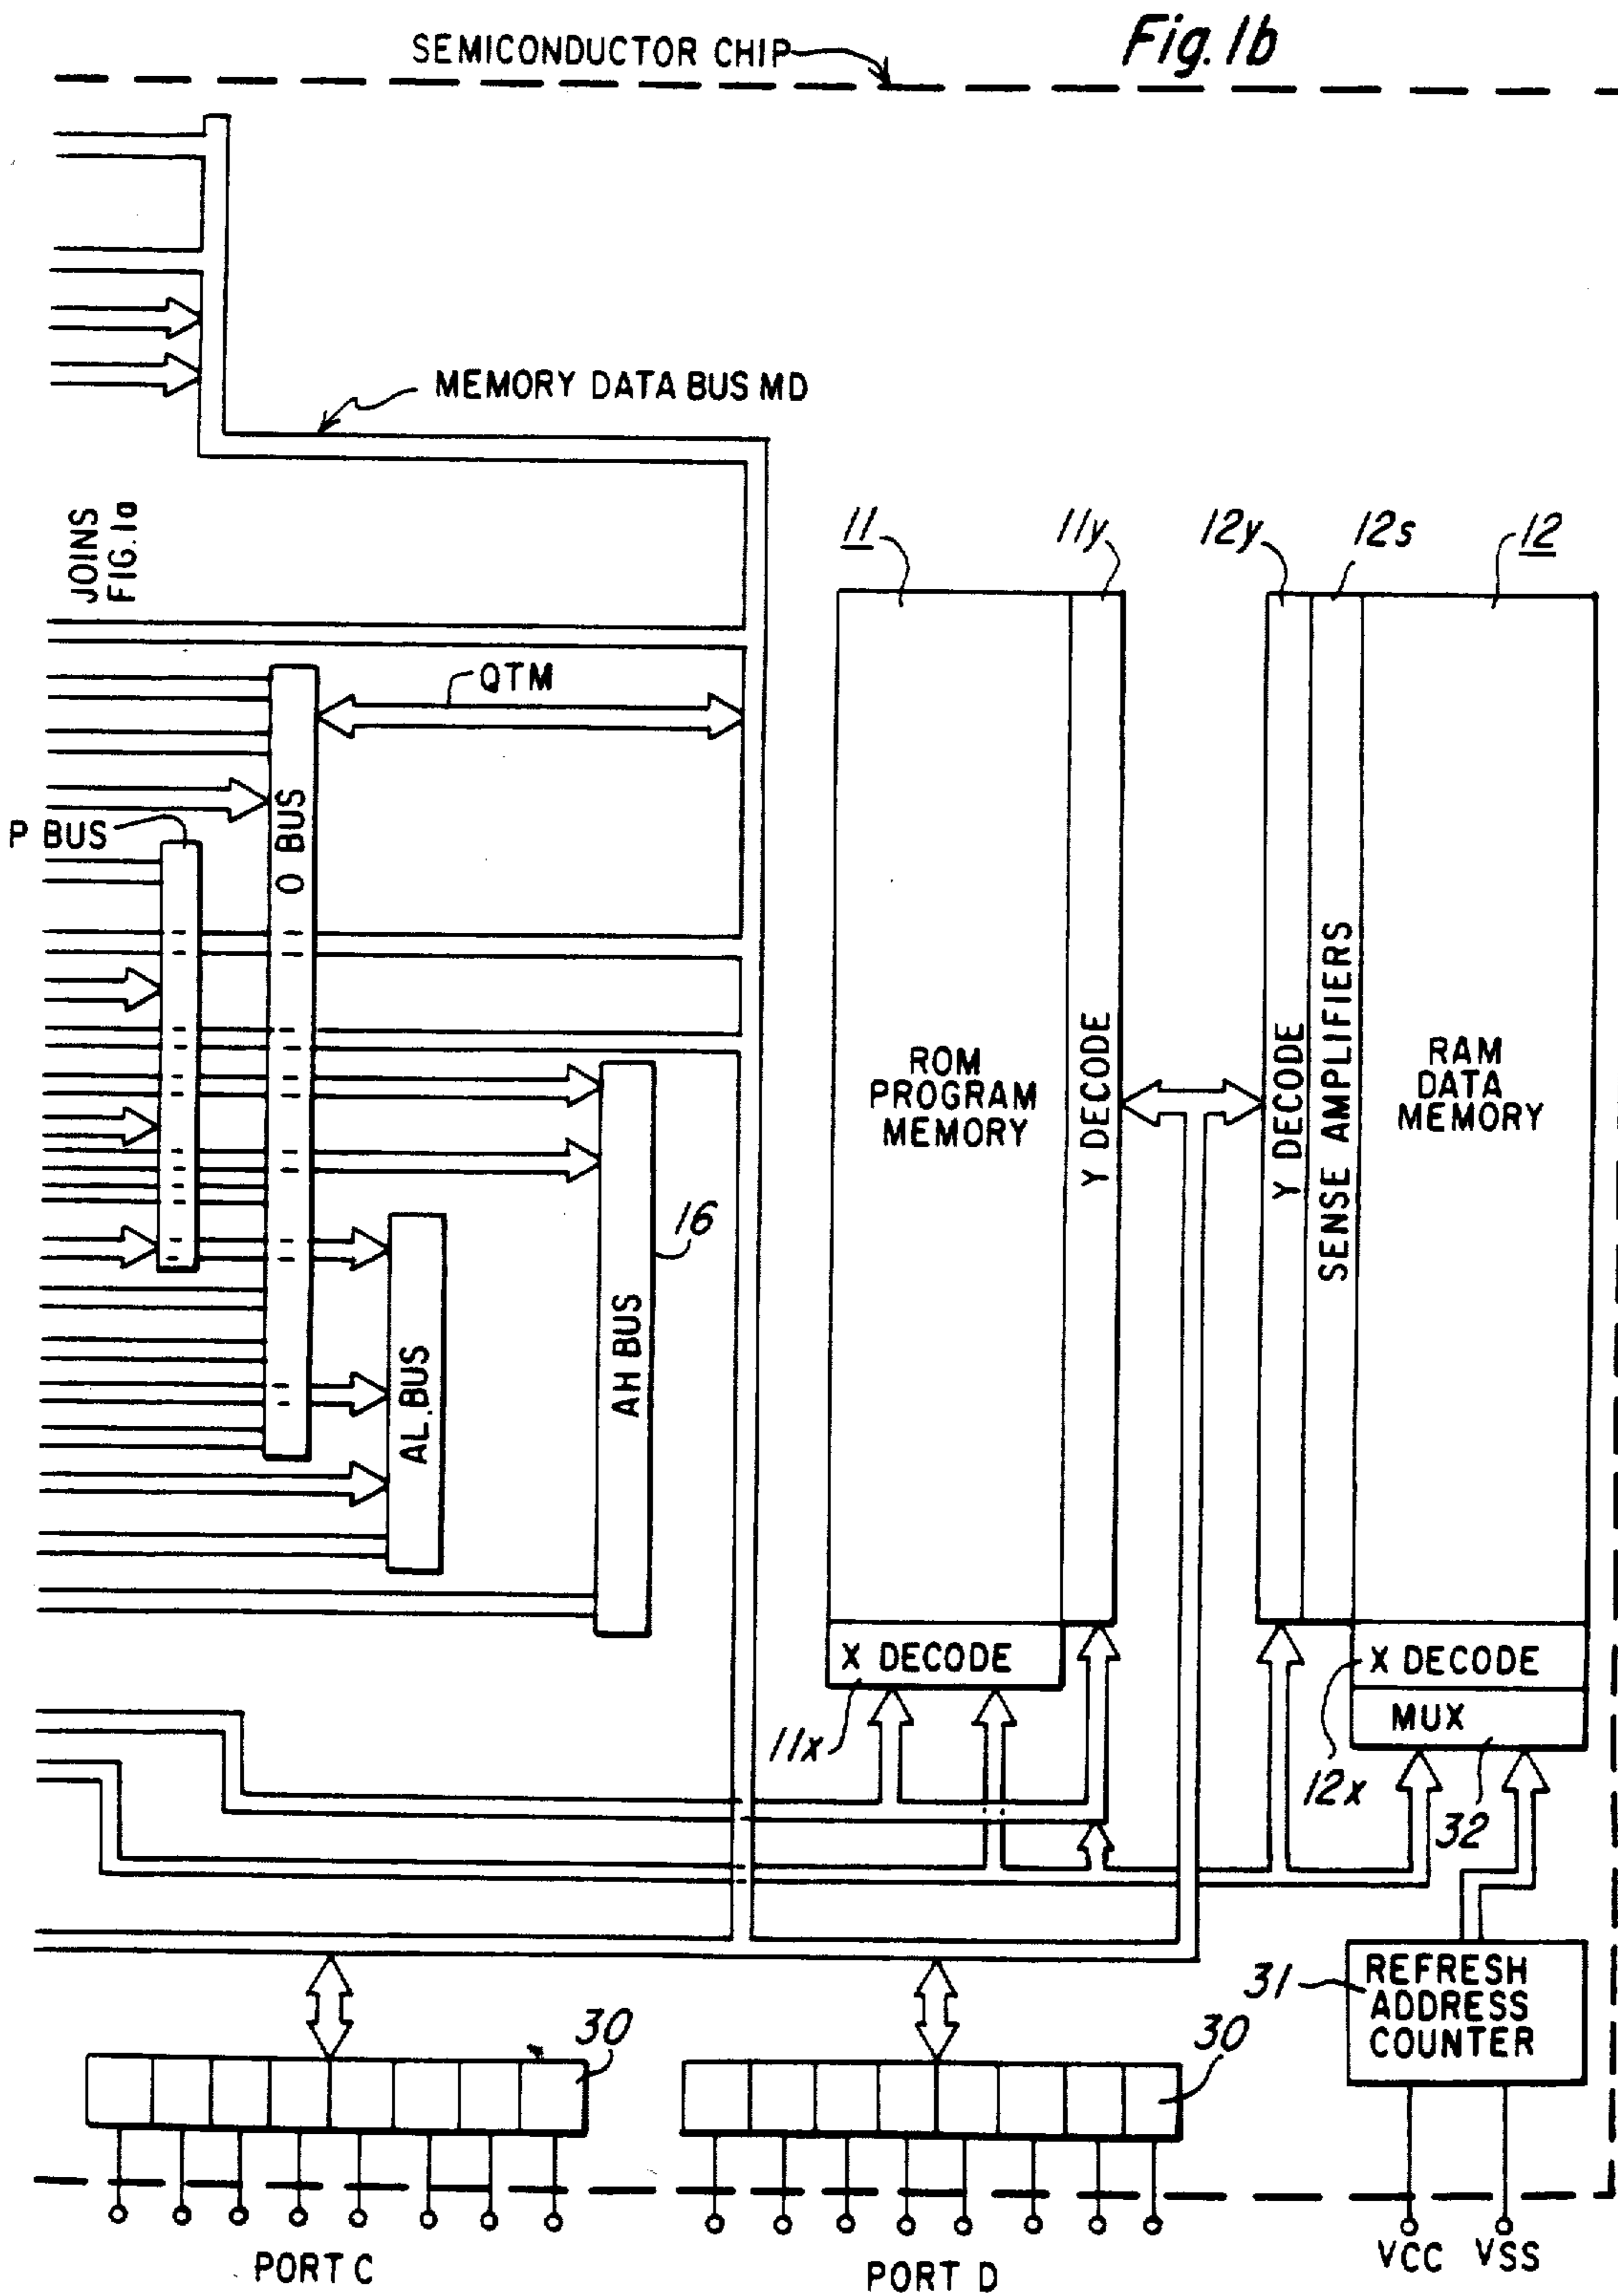 Fig. 1b
SEMICONDUCTOR CHIP
MEMORY DATA BUS MD
JOINS
FIG. 1a
11
11y
12y
12s
12
QTM
O BUS
P BUS
ROM
PROGRAM
MEMORY
Y DECODE
Y DECODE
SENSE AMPLIFIERS
RAM
DATA
MEMORY
16
AL.BUS
AH BUS
X DECODE
11x
X DECODE
MUX
12x
32
31
REFRESH
ADDRESS
COUNTER
30
30
PORT C
PORT D
VCC
VSS